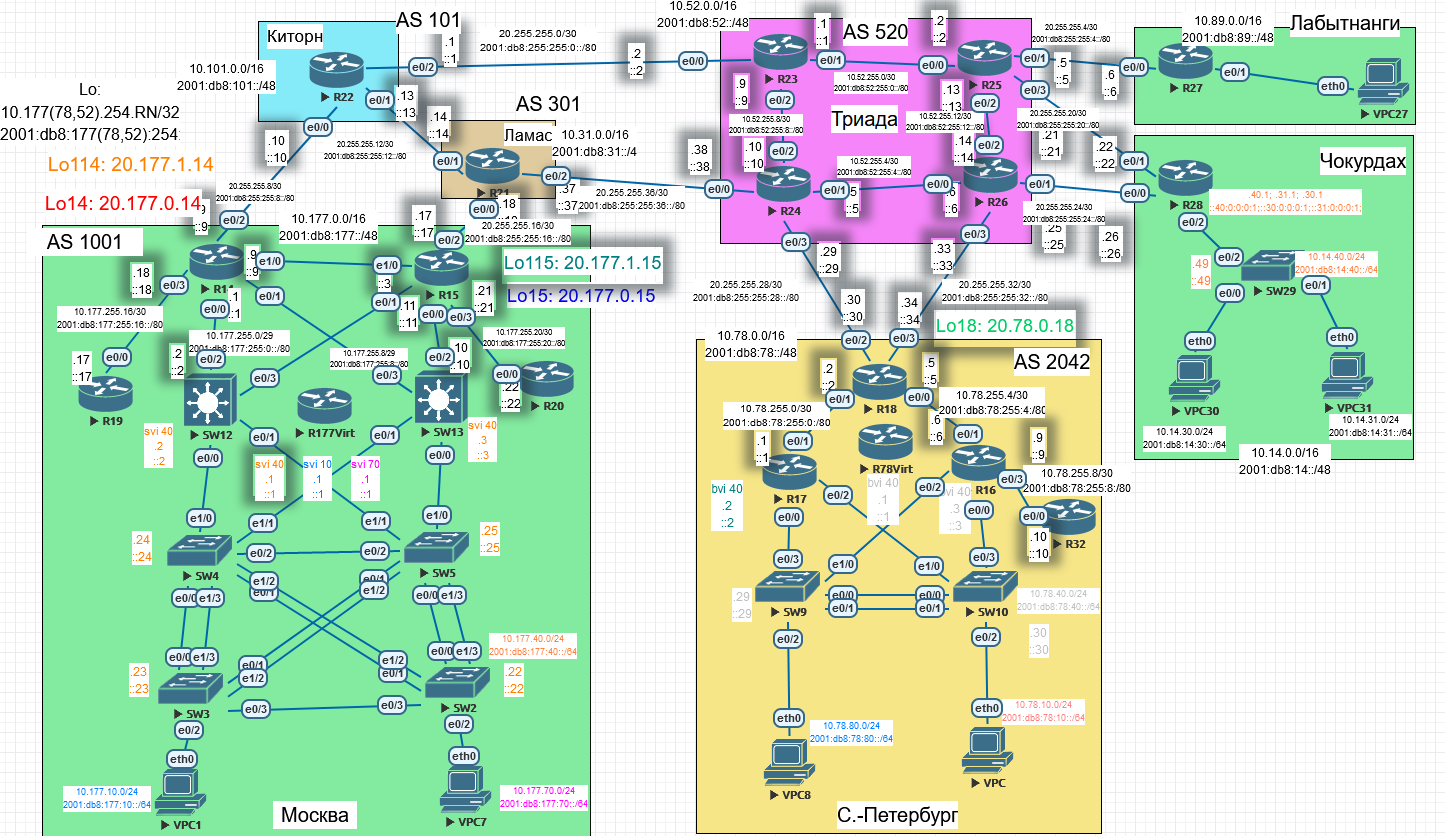 AS 101
Киторн
R22
e0/2
e0/1
e0/0
10.101.0.0/16
2001:db8:101::/48
20.255.255.0/30
2001:db8:255:255:0::/80
.1
::1
.2
::2
e0/0
10.52.0.0/16
2001:db8:52::/48
AS 520
Триада
R23
e0/1
e0/2
.1
::1
.2
::2
10.52.255.0/30
2001:db8:52:255:0::/80
e0/0
R25
e0/1
e0/3
e0/2
.9
::9
.13
::13
10.52.255.8/30
2001:db8:52:255:8::/80
10.52.255.12/30
2001:db8:52:255:12::/80
.10
::10
.14
::14
e0/2
e0/2
10.52.255.4/30
2001:db8:52:255:4::/80
R24
e0/1
.5
::5
e0/0
.6
::6
R26
e0/1
e0/3
e0/3
20.255.255.4/30
2001:db8:255:255:4::/80
.5
::5
.6
::6
e0/0
Лабытнанги
10.89.0.0/16
2001:db8:89::/48
R27
e0/1
eth0
VPC27
20.255.255.20/30
2001:db8:255:255:20::/80
.21
::21
.22
::22
e0/1
e0/0
Чокурдах
R28
e0/2
.40.1; .31.1; .30.1
::40:0:0:0:1;::30:0:0:0:1;::31:0:0:0:1;
20.255.255.24/30
2001:db8:255:255:24::/80
.25
::25
.26
::26
.49
::49
e0/2
SW29
10.14.40.0/24
2001:db8:14:40::/64
e0/0
e0/1
eth0
eth0
VPC30
VPC31
10.14.30.0/24
2001:db8:14:30::/64
10.14.31.0/24
2001:db8:14:31::/64
10.14.0.0/16
2001:db8:14::/48
Lo:
10.177(78,52).254.RN/32
2001:db8:177(78,52):254:
Lo114: 20.177.1.14
Lo14: 20.177.0.14
.13
::13
.14
::14
.10
::10
20.255.255.12/30
2001:db8:255:255:12::/80
20.255.255.8/30
2001:db8:255:255:8::/80
.9
::9
AS 301
Ламас
10.31.0.0/16
2001:db8:31::/4
e0/1
R21
e0/2
e0/0
.37
::37
20.255.255.36/30
2001:db8:255:255:36::/80
.38
::38
e0/0
.18
.17
::17
20.255.255.16/30
2001:db8:255:255:16::/80
AS 1001
10.177.0.0/16
2001:db8:177::/48
Lo115: 20.177.1.15
Lo15: 20.177.0.15
e0/2
R14
e1/0
.9
::9
e0/1
e0/3
e0/0
.1
::1
.18
::18
e0/2
e1/0
::3
R15
e0/1
.11
::11
e0/0
e0/3
.21
::21
10.177.255.16/30
2001:db8:177:255:16::/80
.17
::17
e0/0
R19
10.177.255.0/29
2001:db8:177:255:0::/80
.2
::2
e0/2
e0/3
SW12
e0/1
e0/0
svi 40
.2
::2
R177Virt
10.177.255.8/29
e0/3
e0/2
.10
::10
SW13
e0/1
e0/0
svi 40
.3
::3
10.177.255.20/30
2001:db8:177:255:20::/80
e0/0
.22
::22
R20
svi 40
.1
::1
svi 10
.1
::1
svi 70
.1
::1
.24
::24
e1/0
e1/1
e0/2
SW4
e1/2
e0/1
e0/0
e1/3
e1/0
e1/1
e0/2
.25
::25
SW5
e0/1
e1/2
e0/0
e1/3
.23
::23
e0/0
e1/3
e0/1
e1/2
SW3
e0/3
e0/2
e0/0
e1/3
e1/2
e0/1
10.177.40.0/24
2001:db8:177:40::/64
.22
::22
SW2
e0/3
e0/2
eth0
eth0
10.177.10.0/24
2001:db8:177:10::/64
VPC1
10.177.70.0/24
2001:db8:177:70::/64
VPC7
Москва
20.255.255.28/30
2001:db8:255:255:28::/80
.29
::29
.33
::33
.30
::30
.34
::34
20.255.255.32/30
2001:db8:255:255:32::/80
Lo18: 20.78.0.18
10.78.0.0/16
2001:db8:78::/48
AS 2042
e0/2
e0/3
.2
::2
R18
.5
::5
e0/1
e0/0
10.78.255.0/30
2001:db8:78:255:0::/80
10.78.255.4/30
2001:db8:78:255:4::/80
.1
::1
.6
::6
e0/1
R17
e0/2
e0/0
R78Virt
e0/1
R16
e0/2
e0/0
e0/3
.9
::9
10.78.255.8/30
2001:db8:78:255:8::/80
e0/0
.10
::10
R32
bvi 40
.2
::2
bvi 40
.1
::1
bvi 40
.3
::3
.29
::29
e0/3
e1/0
SW9
e0/0
e0/1
e0/2
e0/3
e1/0
SW10
e0/0
e0/1
e0/2
10.78.40.0/24
2001:db8:78:40::/64
.30
::30
eth0
eth0
10.78.80.0/24
2001:db8:78:80::/64
VPC8
10.78.10.0/24
2001:db8:78:10::/64
VPC
С.-Петербург